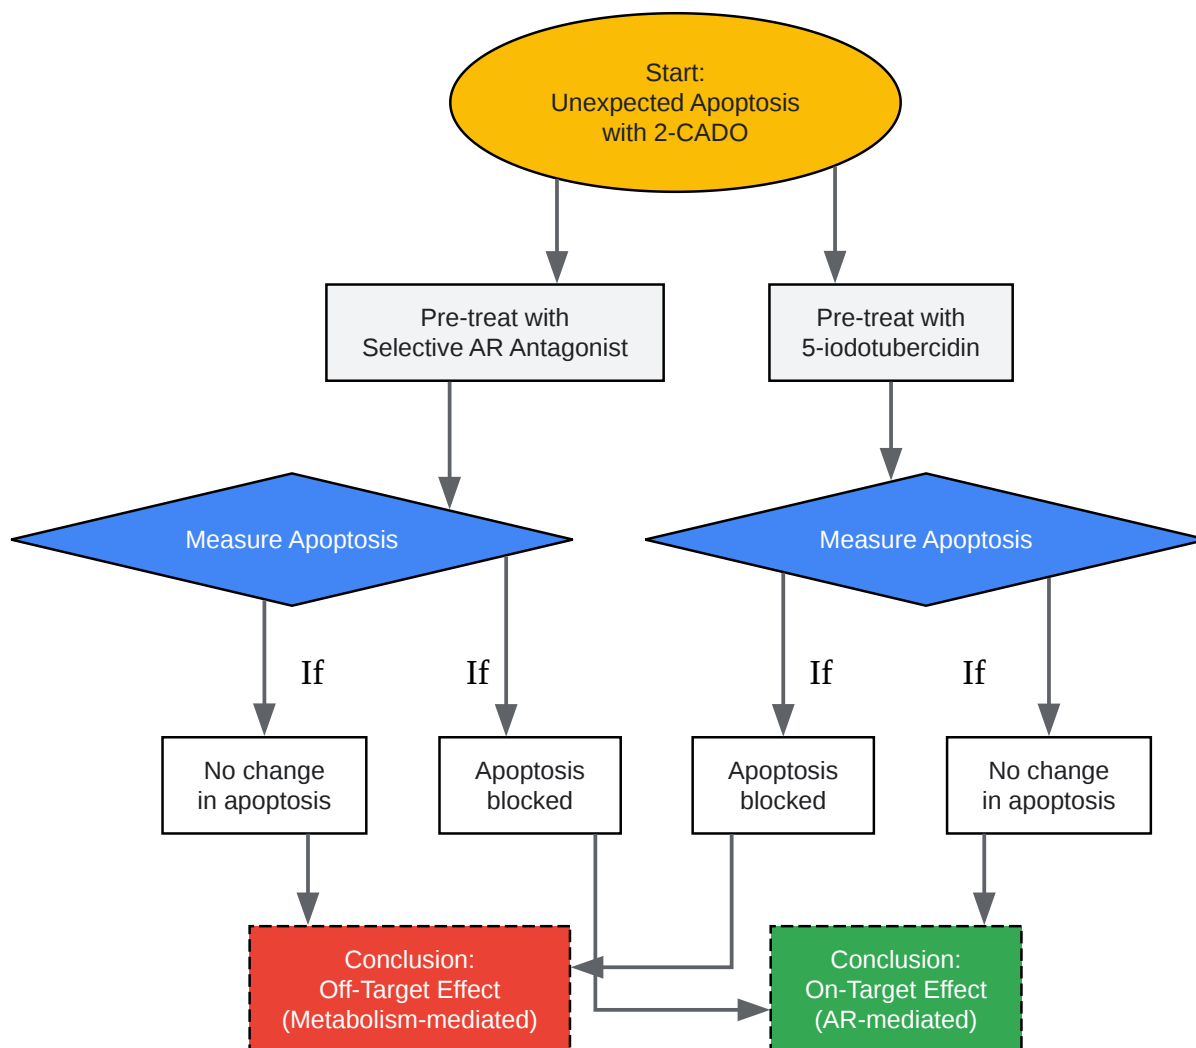 Start:
Unexpected Apoptosis
with 2-CADO
Pre-treat with
Selective AR Antagonist
Pre-treat with
5-iodotubercidin
Measure Apoptosis
Measure Apoptosis
If
If
If
If
No change
in apoptosis
Apoptosis
blocked
Apoptosis
blocked
No change
in apoptosis
Conclusion:
Off-Target Effect
(Metabolism-mediated)
Conclusion:
On-Target Effect
(AR-mediated)